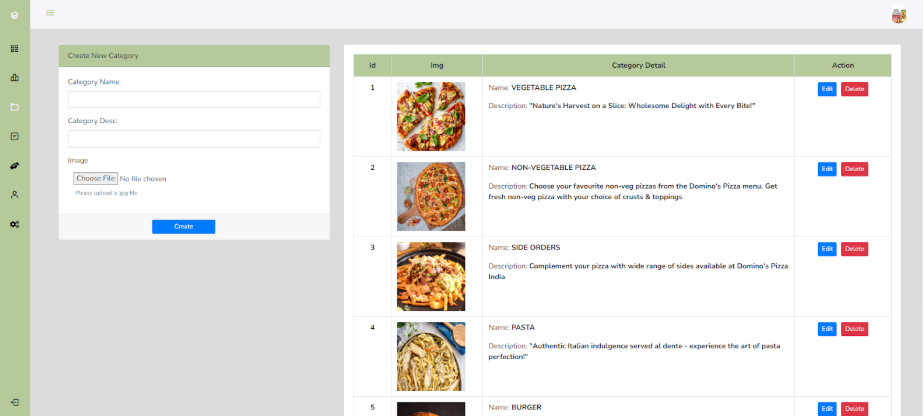 Create New Category
Category Name:
Category Desc:
Image
Choose File No file chosen
Please upload a .jpg file
Create
Id Img Category Detail Action
1 Name: VEGETABLE PIZZA Edit Delete
Description: "Nature's Harvest on a Slice: Wholesome Delight with Every Bite!"
2 Name: NON-VEGETABLE PIZZA Edit Delete
Description: Choose your favourite non-veg pizzas from the Domino's Pizza menu. Get
fresh non-veg pizza with your choice of crusts & toppings
3 Name: SIDE ORDERS Edit Delete
Description: Complement your pizza with wide range of sides available at Domino's Pizza
India
4 Name: PASTA Edit Delete
Description: "Authentic Italian indulgence served al dente - experience the art of pasta
perfection!"
5 Name: BURGER Edit Delete